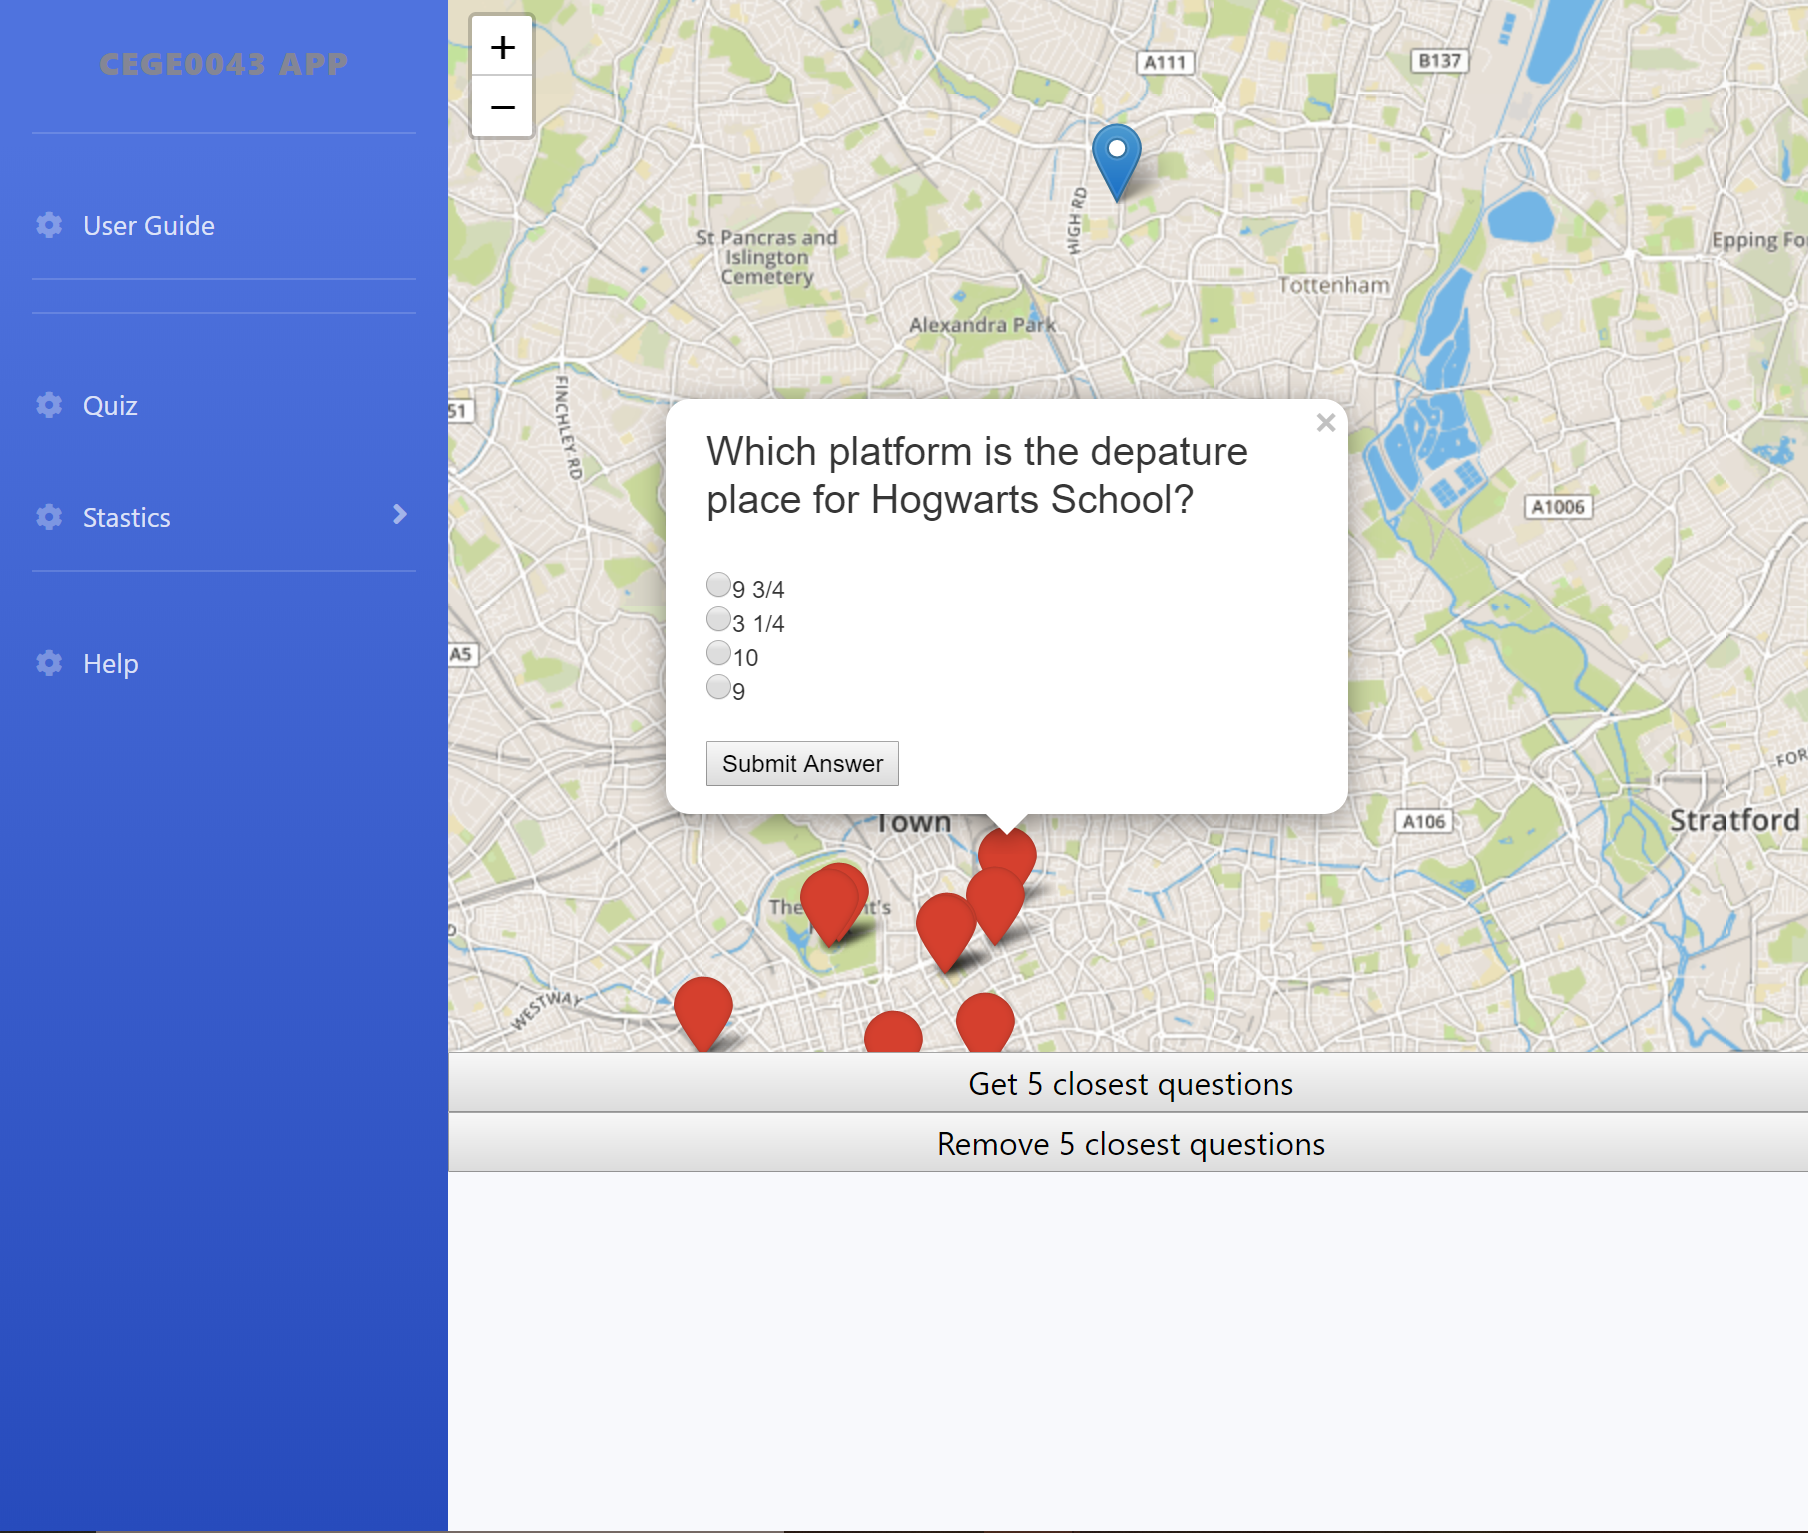 CEGE0043 APP
User Guide
Quiz
Stastics
Help
+
−
A111
B137
HIGH RD
St Pancras and
Islington
Cemetery
Epping Fo
Tottenham
Alexandra Park
FINCHLEY RD
51
×
Which platform is the depature
place for Hogwarts School?
A1006
9 3/4
3 1/4
10
9
A5
Submit Answer
FOR
Town
A106
Stratford
The
t's
WESTWAY
Get 5 closest questions
Remove 5 closest questions